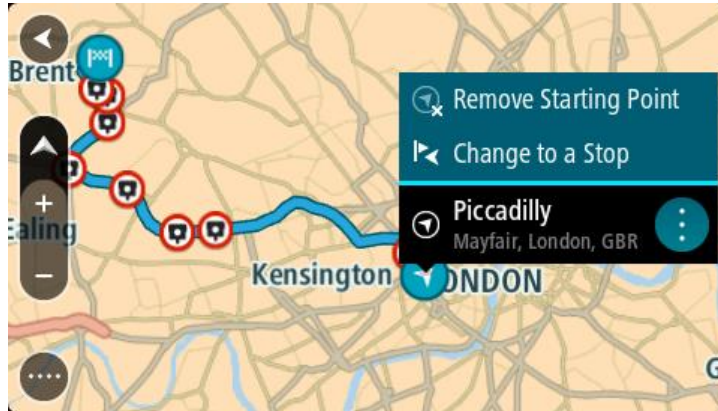 Brent
Remove Starting Point
Change to a Stop
+
Ealing
Piccadilly
Mayfair, London, GBR
−
Kensington
ONDON
G